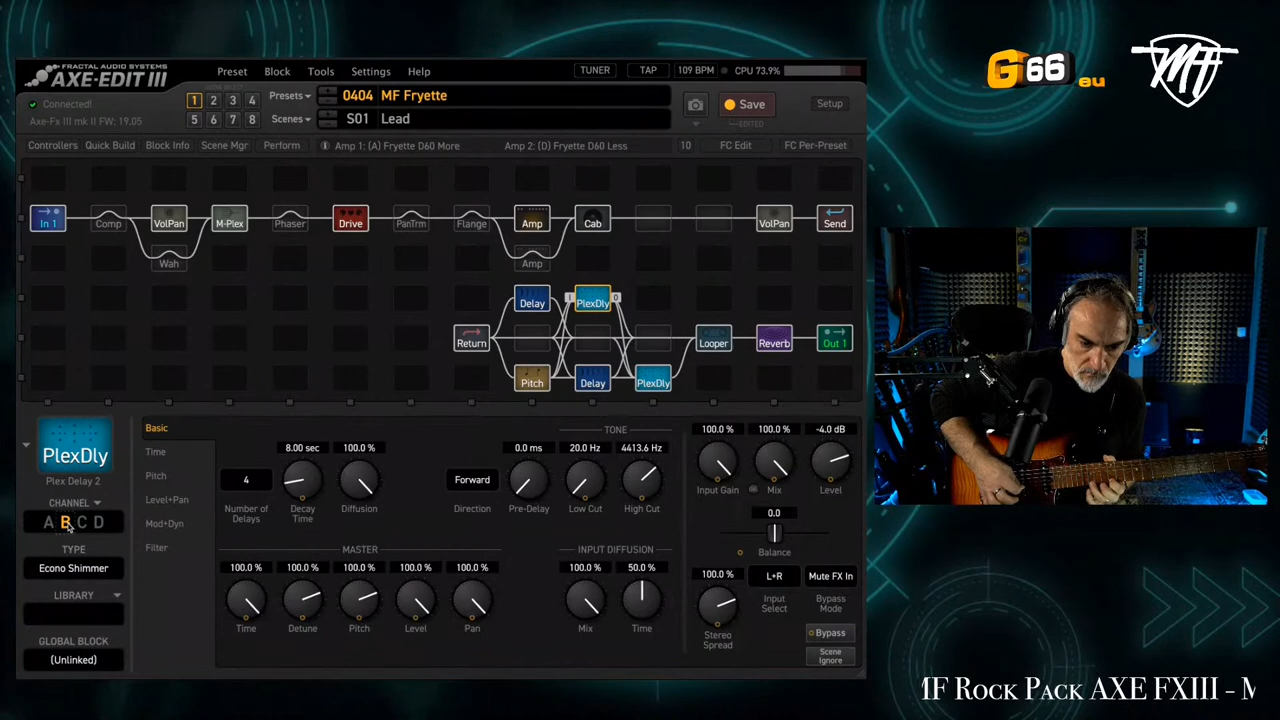 FRACTAL AUDIO SYSTEMS
AXE-EDIT III
Preset Block Tools Settings Help
TUNER TAP 109 BPM CPU 73.9%
Connected!
Axe-Fx III mk II FW: 19.05
1 2 3 4
5 6 7 8
Presets 0404 MF Fryette
Scenes S01 Lead
Save
EDITED
Setup
Controllers Quick Build Block Info Scene Mgr Perform
Amp 1: (A) Fryette D60 More Amp 2: (D) Fryette D60 Less 10 FC Edit FC Per-Preset
In 1 Comp VolPan M-Plex Phaser Drive PanTrm Flange Amp Cab VolPan Send
Wah Amp
Delay PlexDly
Return Looper Reverb Out 1
Pitch Delay PlexDly
PlexDly
Plex Delay 2
CHANNEL
A B C D
TYPE
Econo Shimmer
LIBRARY
GLOBAL BLOCK
(Unlinked)
Basic
Time
Pitch
Level+Pan
Mod+Dyn
Filter
8.00 sec 100.0 %
4
Number of Delays
Decay Time
Diffusion
Forward
Direction
TONE
0.0 ms 20.0 Hz 4413.6 Hz
Pre-Delay Low Cut High Cut
MASTER
100.0 % 100.0 % 100.0 % 100.0 % 100.0 %
Time Detune Pitch Level Pan
INPUT DIFFUSION
100.0 % 50.0 %
Mix Time
100.0 % 100.0 % -4.0 dB
Input Gain Mix Level
0.0
Balance
100.0 %
Stereo Spread
L+R
Input Select
Mute FX In
Bypass Mode
Bypass
Scene Ignore
G66
eu
MF
MF ROCK PACK AXE FXIII - M